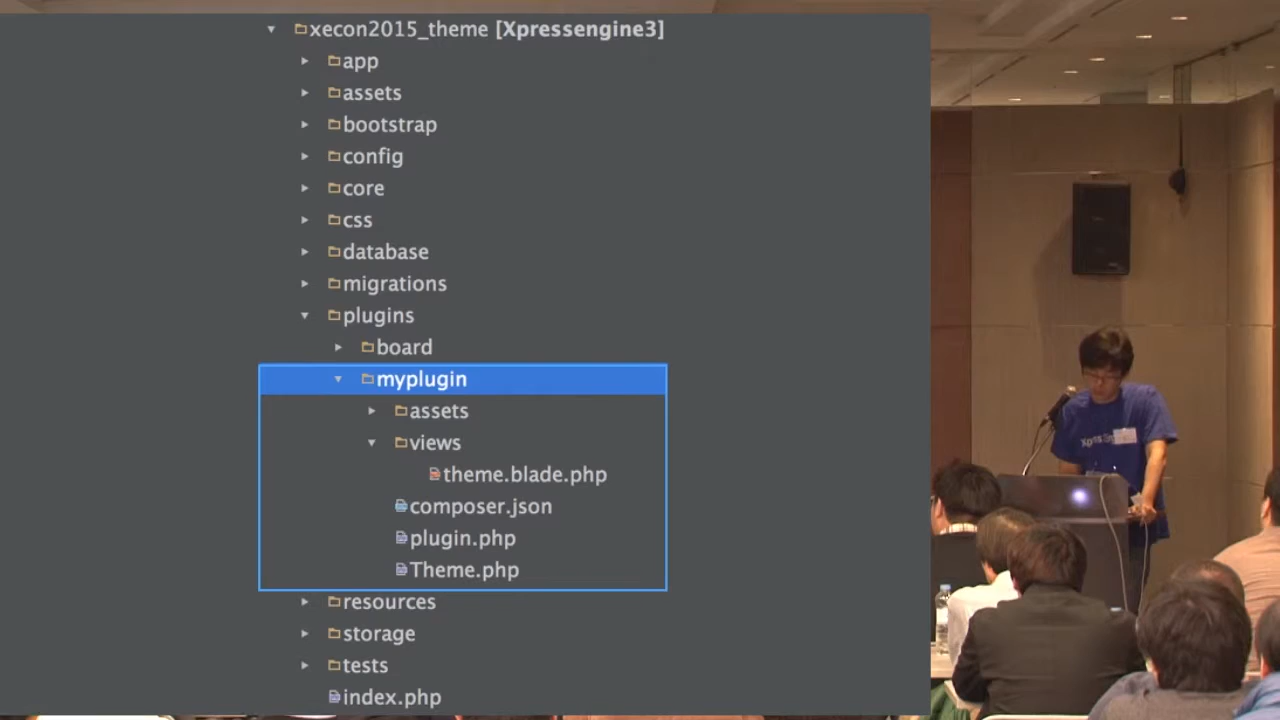 xecon2015_theme [Xpressengine3]
app
assets
bootstrap
config
core
css
database
migrations
plugins
board
myplugin
assets
views
theme.blade.php
composer.json
plugin.php
Theme.php
resources
storage
tests
index.php